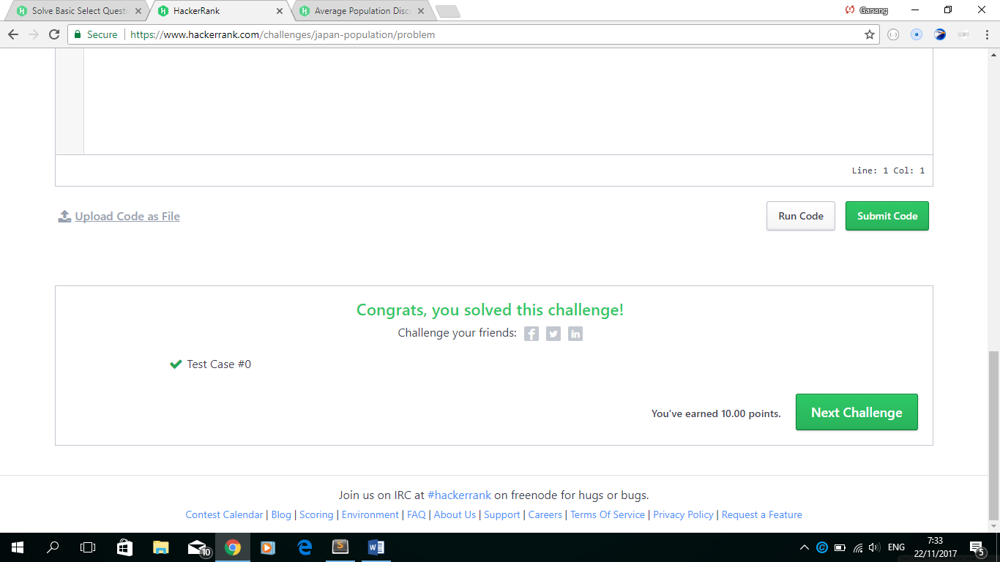 Solve Basic Select Questi
HackerRank
Average Population Disc
Ganang
Secure
https://www.hackerrank.com/challenges/japan-population/problem
Line: 1 Col: 1
Upload Code as File
Run Code
Submit Code
Congrats, you solved this challenge!
Challenge your friends:
Test Case #0
You've earned 10.00 points.
Next Challenge
Join us on IRC at #hackerrank on freenode for hugs or bugs.
Contest Calendar | Blog | Scoring | Environment | FAQ | About Us | Support | Careers | Terms Of Service | Privacy Policy | Request a Feature
10
ENG
7:33
22/11/2017
5